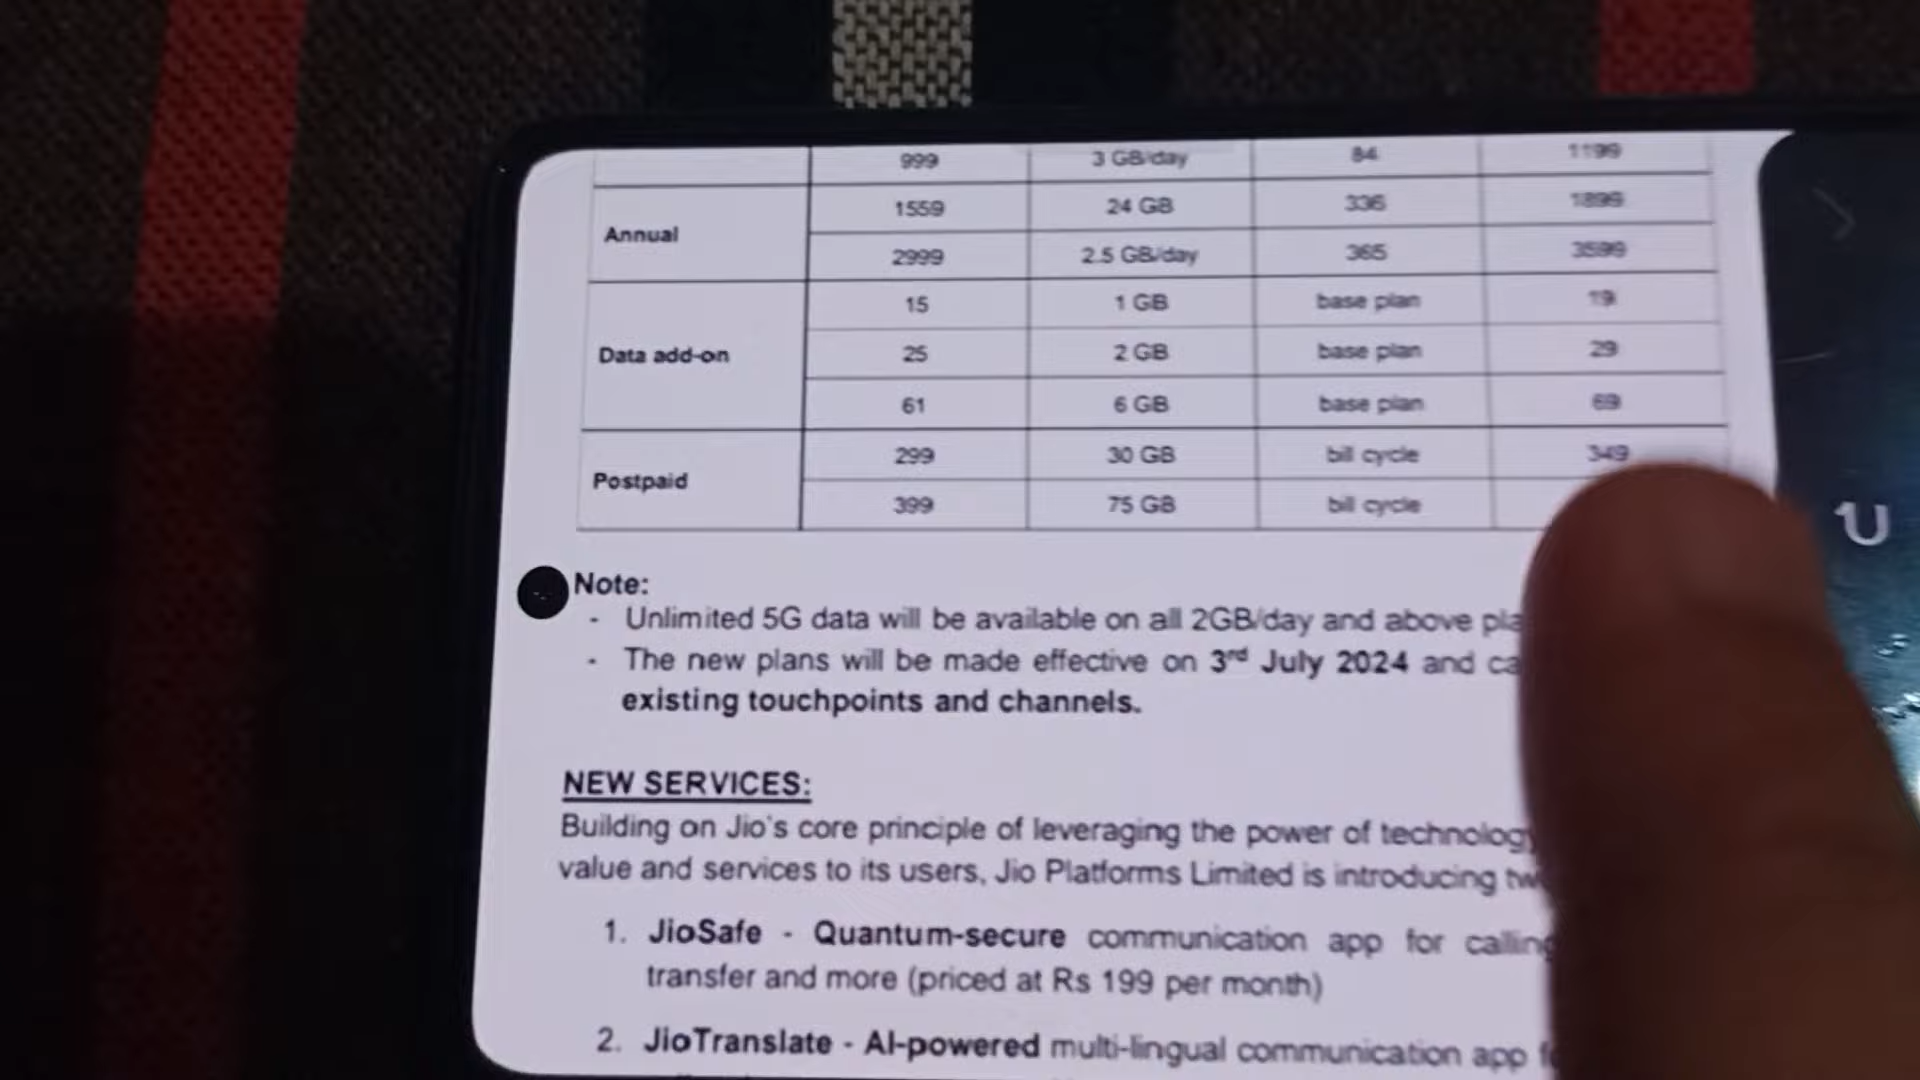 999 3 GB/day 84 1199
Annual 1559 24 GB 336 1899
2999 2.5 GB/day 365 3599
15 1 GB base plan 19
Data add-on 25 2 GB base plan 29
61 6 GB base plan 69
Postpaid 299 30 GB bill cycle 349
399 75 GB bill cycle
Note:
- Unlimited 5G data will be available on all 2GB/day and above
- The new plans will be made effective on 3rd July 2024 and
existing touchpoints and channels.
NEW SERVICES:
Building on Jio's core principle of leveraging the power of technology
value and services to its users, Jio Platforms Limited is introducing
1. JioSafe - Quantum-secure communication app for calling
transfer and more (priced at Rs 199 per month)
2. JioTranslate - AI-powered multi-lingual communication app